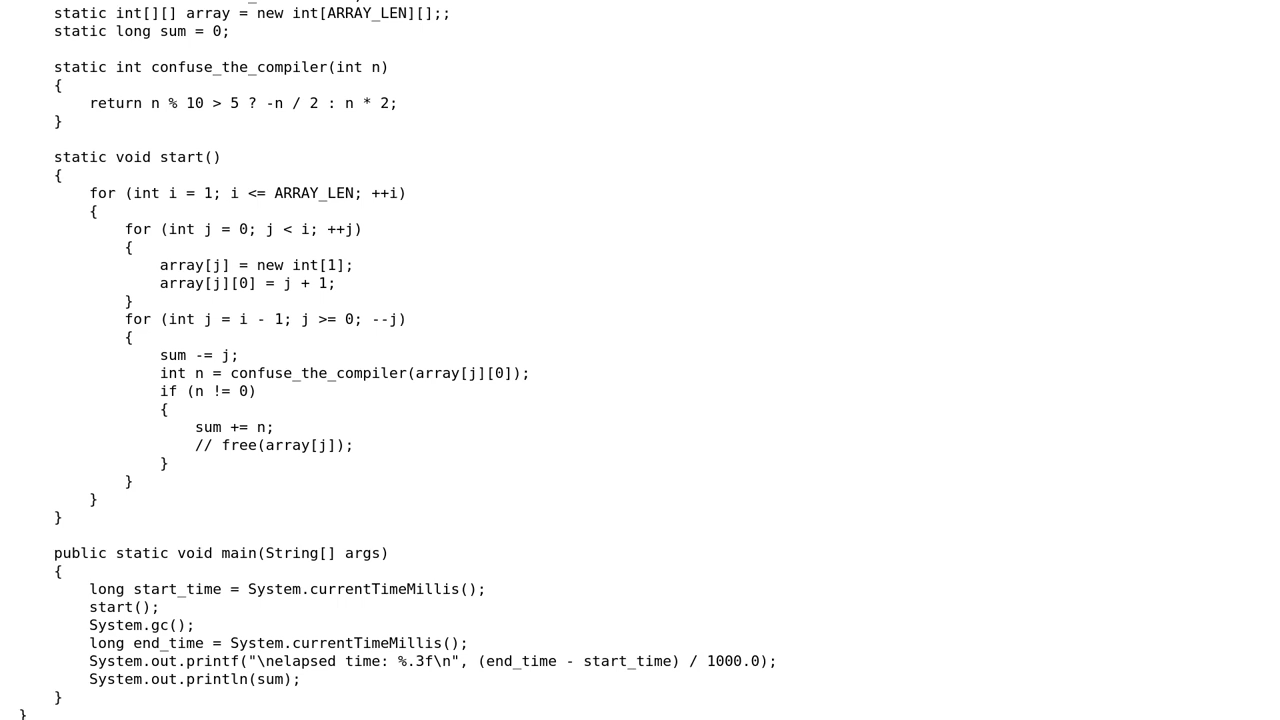 static int[][] array = new int[ARRAY_LEN][];;
static long sum = 0;
static int confuse_the_compiler(int n)
{
return n % 10 > 5 ? -n / 2 : n * 2;
}
static void start()
{
for (int i = 1; i <= ARRAY_LEN; ++i)
{
for (int j = 0; j < i; ++j)
{
array[j] = new int[1];
array[j][0] = j + 1;
}
for (int j = i - 1; j >= 0; --j)
{
sum -= j;
int n = confuse_the_compiler(array[j][0]);
if (n != 0)
{
sum += n;
// free(array[j]);
}
}
}
}
public static void main(String[] args)
{
long start_time = System.currentTimeMillis();
start();
System.gc();
long end_time = System.currentTimeMillis();
System.out.printf("\nelapsed time: %.3f\n", (end_time - start_time) / 1000.0);
System.out.println(sum);
}
}